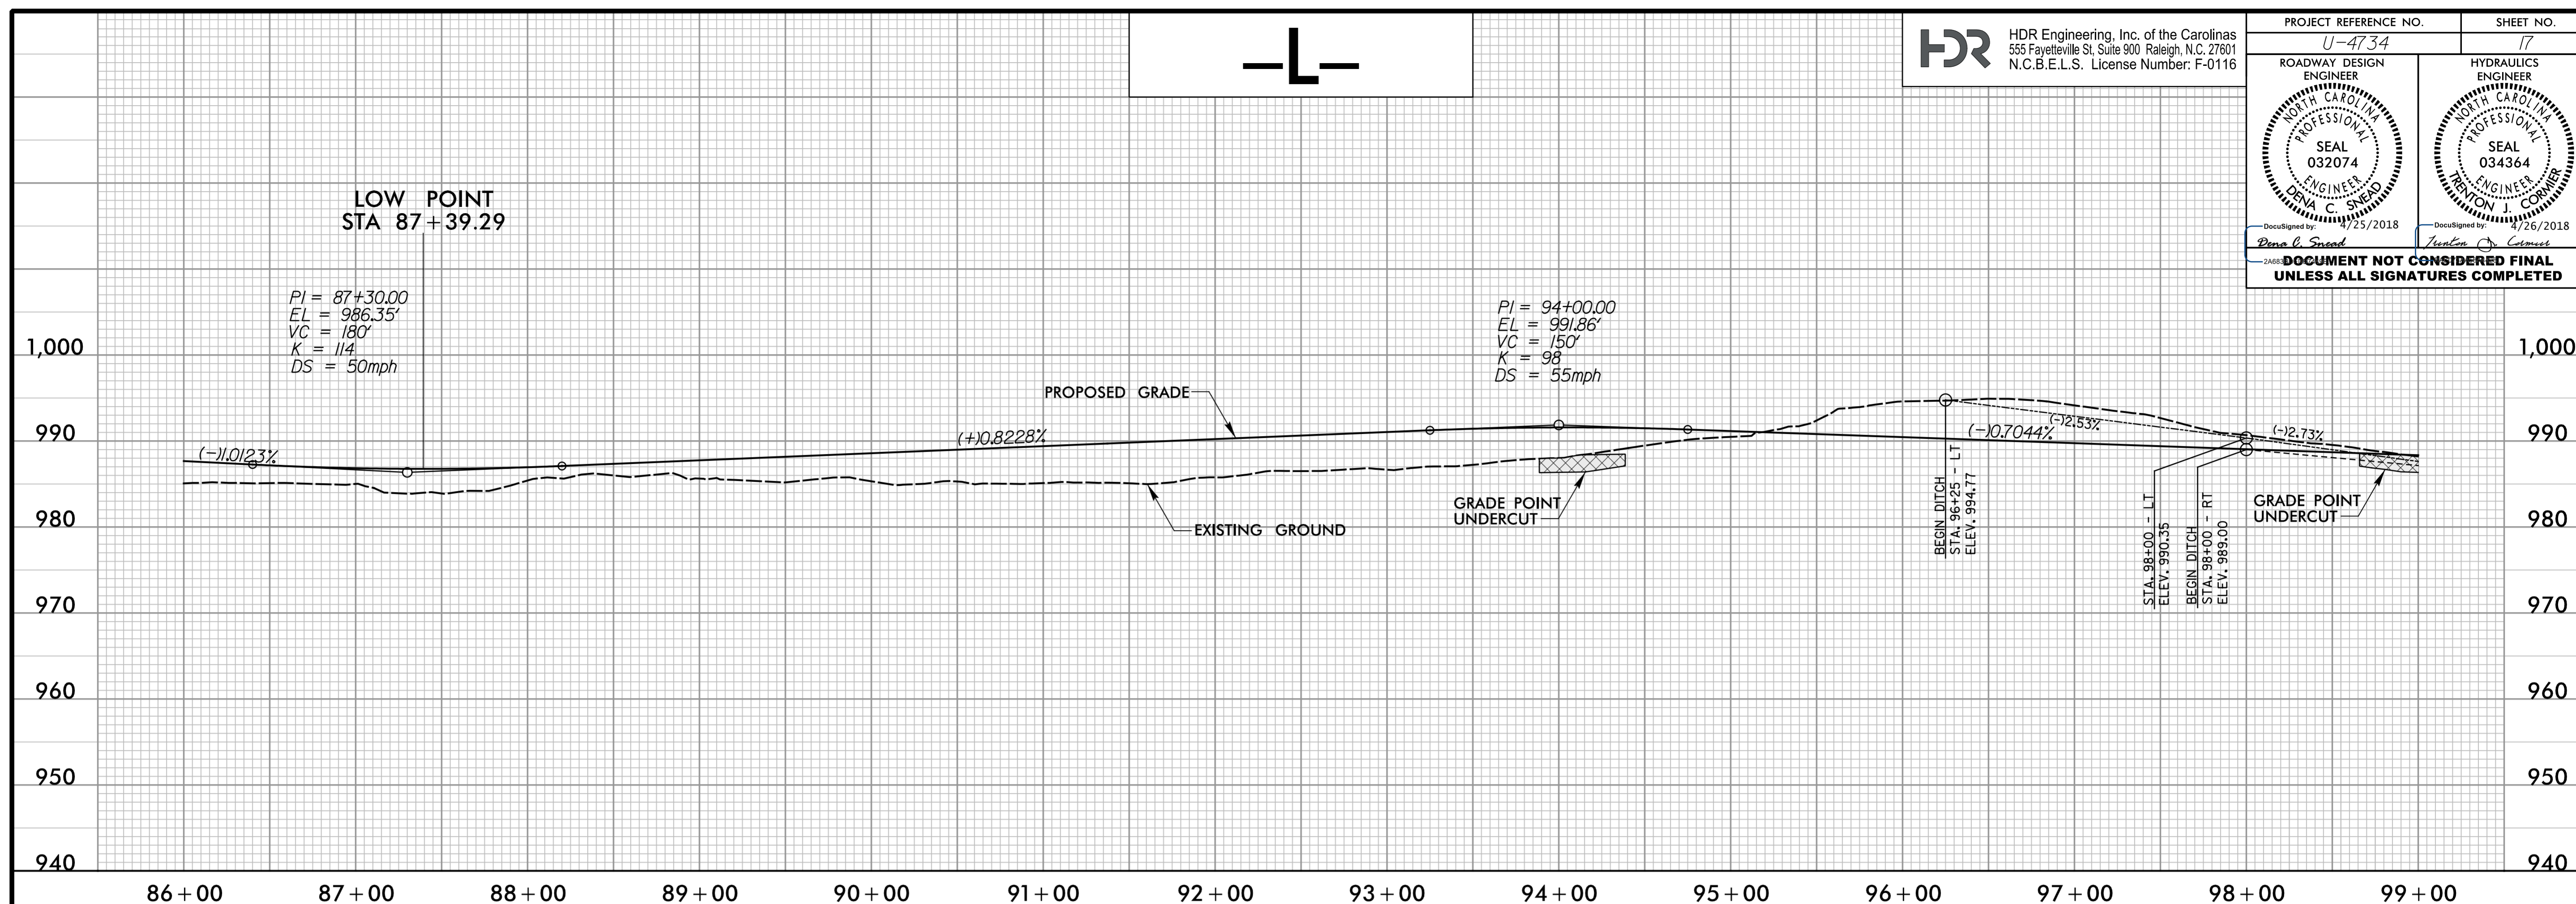 —L—
HDR
HDR Engineering, Inc. of the Carolinas
555 Fayetteville St, Suite 900 Raleigh, N.C. 27601
N.C.B.E.L.S. License Number: F-0116
PROJECT REFERENCE NO.
SHEET NO.
U-4734
17
ROADWAY DESIGN
ENGINEER
HYDRAULICS
ENGINEER
NORTH CAROLINA
PROFESSIONAL
SEAL
032074
ENGINEER
DENA C. SNEAD
NORTH CAROLINA
PROFESSIONAL
SEAL
034364
ENGINEER
TRENTON J. CORMIER
DocuSigned by:
4/25/2018
Dena C. Snead
DocuSigned by:
4/26/2018
Trenton J. Cormier
DOCUMENT NOT CONSIDERED FINAL
UNLESS ALL SIGNATURES COMPLETED
LOW POINT
STA 87+39.29
PI = 87+30.00
EL = 986.35'
VC = 180'
K = 114
DS = 50mph
PI = 94+00.00
EL = 991.86'
VC = 150'
K = 98
DS = 55mph
PROPOSED GRADE
(-)1.0123%
(+)0.8228%
(-)0.7044%
(-)2.53%
(-)2.73%
EXISTING GROUND
GRADE POINT
UNDERCUT
BEGIN DITCH
STA. 96+25 - LT
ELEV. 994.77
STA. 98+00 - LT
ELEV. 990.35
BEGIN DITCH
STA. 98+00 - RT
ELEV. 989.00
GRADE POINT
UNDERCUT
1,000
990
980
970
960
950
940
1,000
990
980
970
960
950
940
86+00 87+00 88+00 89+00 90+00 91+00 92+00 93+00 94+00 95+00 96+00 97+00 98+00 99+00